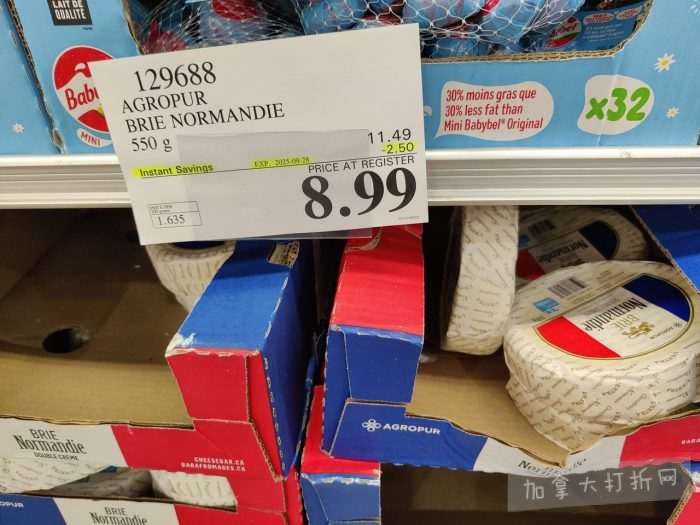 LAIT DE
QUALITÉ
MINI
30% moins gras que
30% less fat than
Mini Babybel® Original
x32
129688
AGROPUR
BRIE NORMANDIE
550 g
11.49
-2.50
Instant Savings
EXP. 2025-09-28
PRICE AT REGISTER
8.99
1.635
BRIE
Normandie
AGROPUR
BRIE
Normandie
DOUBLE CRÈME
CHEESEBAR.CA
BARAFROMAGES.CA
BRIE
Normandie
加拿大打折网